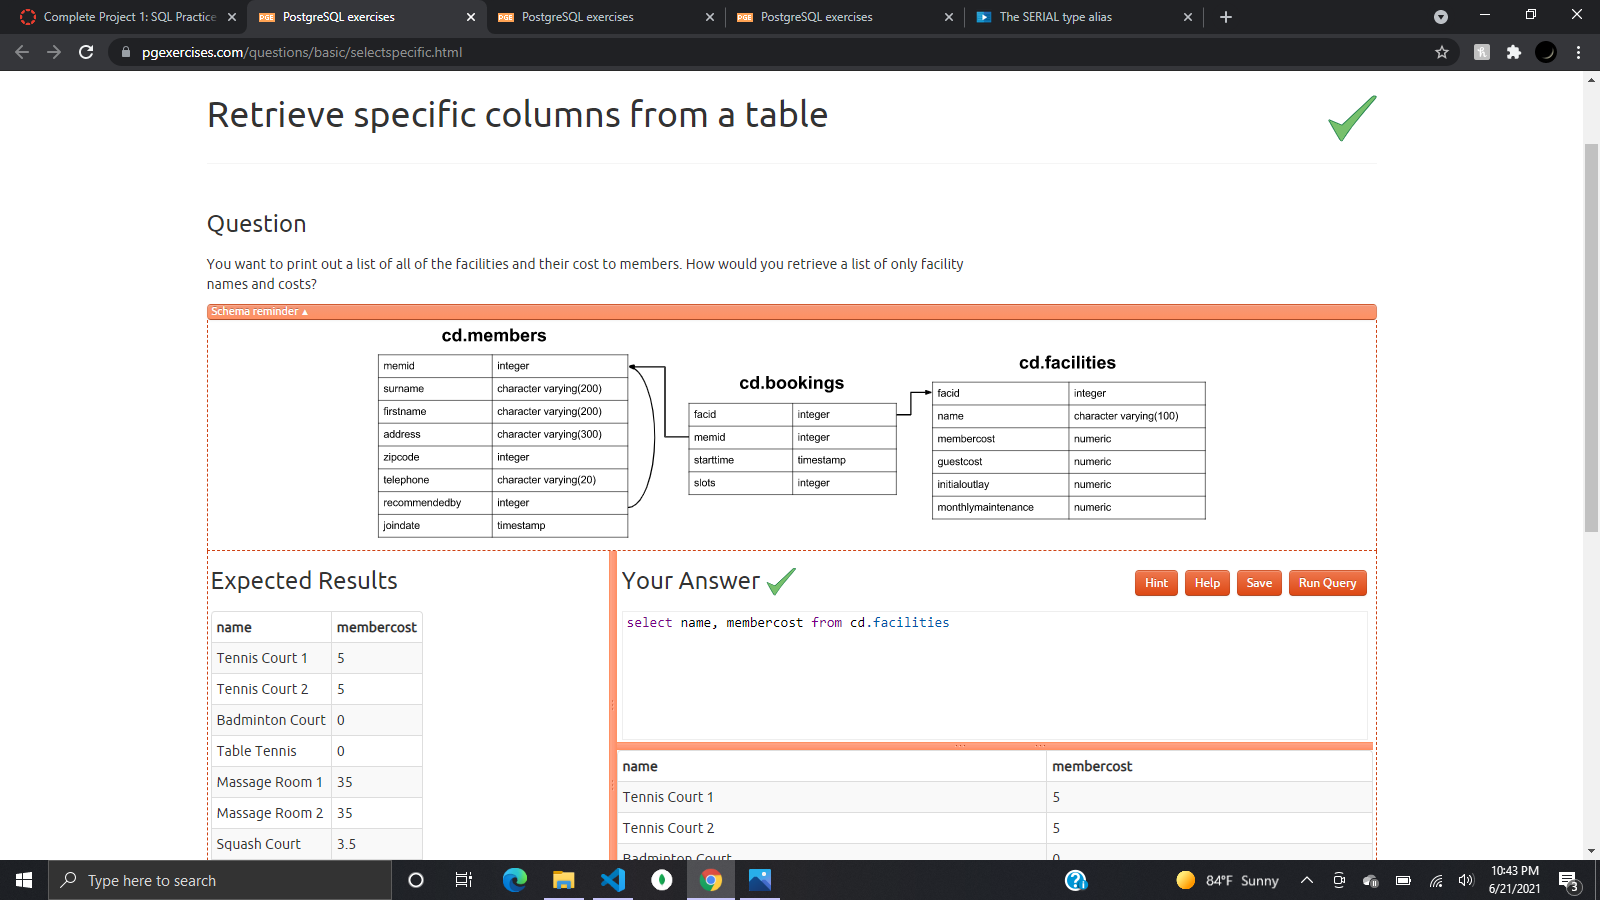 Complete Project 1: SQL Practice
PGE PostgreSQL exercises
PGE PostgreSQL exercises
PGE PostgreSQL exercises
The SERIAL type alias
pgexercises.com/questions/basic/selectspecific.html
Retrieve specific columns from a table
Question
You want to print out a list of all of the facilities and their cost to members. How would you retrieve a list of only facility
names and costs?
Schema reminder ▲
cd.members
memid integer
surname character varying(200)
firstname character varying(200)
address character varying(300)
zipcode integer
telephone character varying(20)
recommendedby integer
joindate timestamp
cd.bookings
facid integer
memid integer
starttime timestamp
slots integer
cd.facilities
facid integer
name character varying(100)
membercost numeric
guestcost numeric
initialoutlay numeric
monthlymaintenance numeric
Expected Results
name membercost
Tennis Court 1 5
Tennis Court 2 5
Badminton Court 0
Table Tennis 0
Massage Room 1 35
Massage Room 2 35
Squash Court 3.5
Your Answer
Hint Help Save Run Query
select name, membercost from cd.facilities
name membercost
Tennis Court 1 5
Tennis Court 2 5
Badminton Court 0
Type here to search
84°F Sunny
10:43 PM
6/21/2021
3